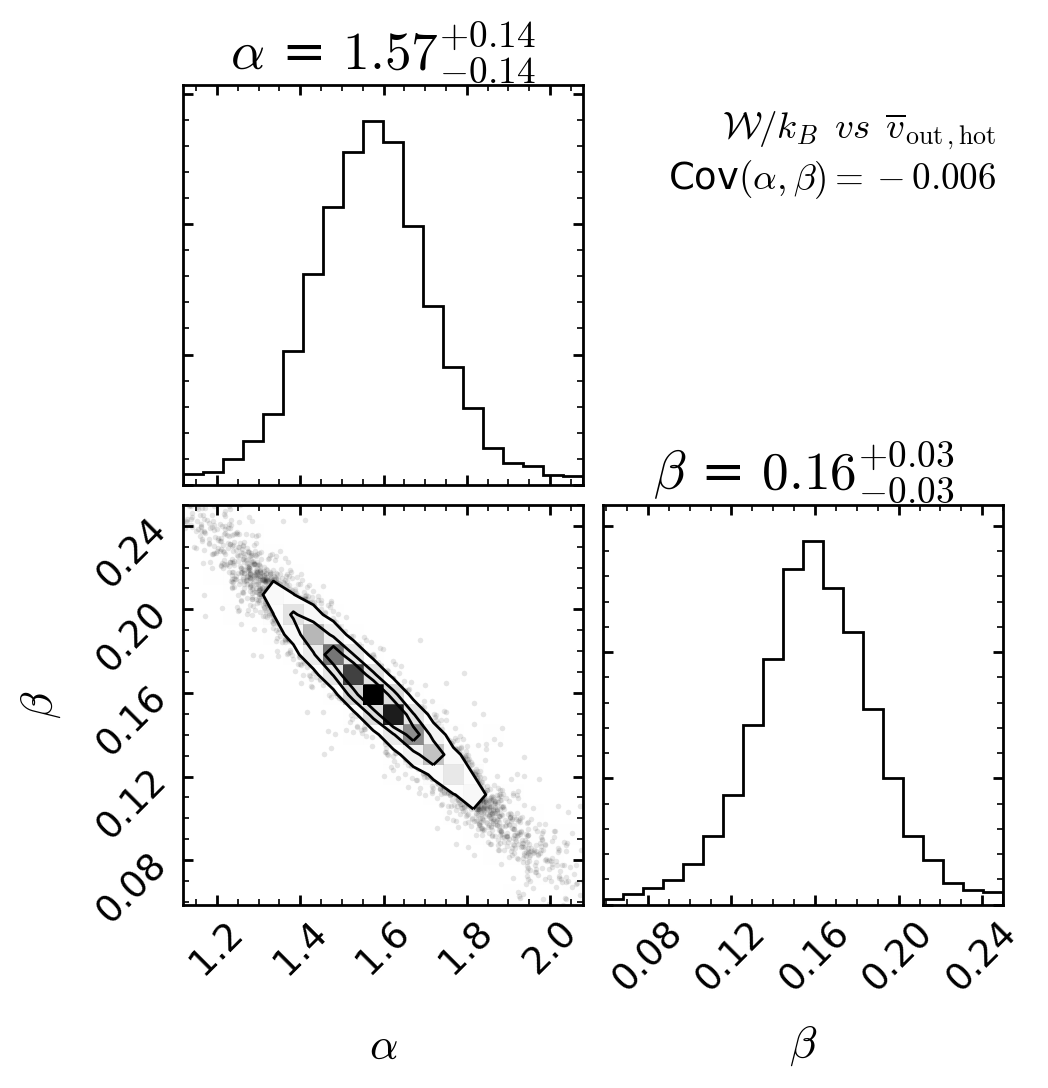 α = 1.57 +0.14 −0.14
𝒲/k_B vs v̅_out,hot
Cov(α, β) = −0.006
β = 0.16 +0.03 −0.03
0.24
0.20
0.16
0.12
0.08
β
1.2 1.4 1.6 1.8 2.0
0.08 0.12 0.16 0.20 0.24
α
β